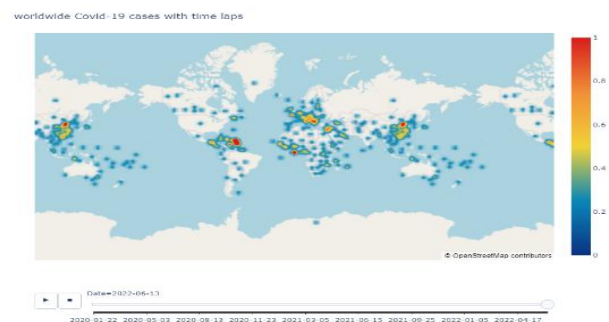 worldwide Covid-19 cases with time laps
1
0.8
0.6
0.4
0.2
0
© OpenStreetMap contributors
Date=2022-06-13
2020-01-22 2020-05-03 2020-08-13 2020-11-23 2021-03-05 2021-06-15 2021-09-25 2022-01-05 2022-04-17